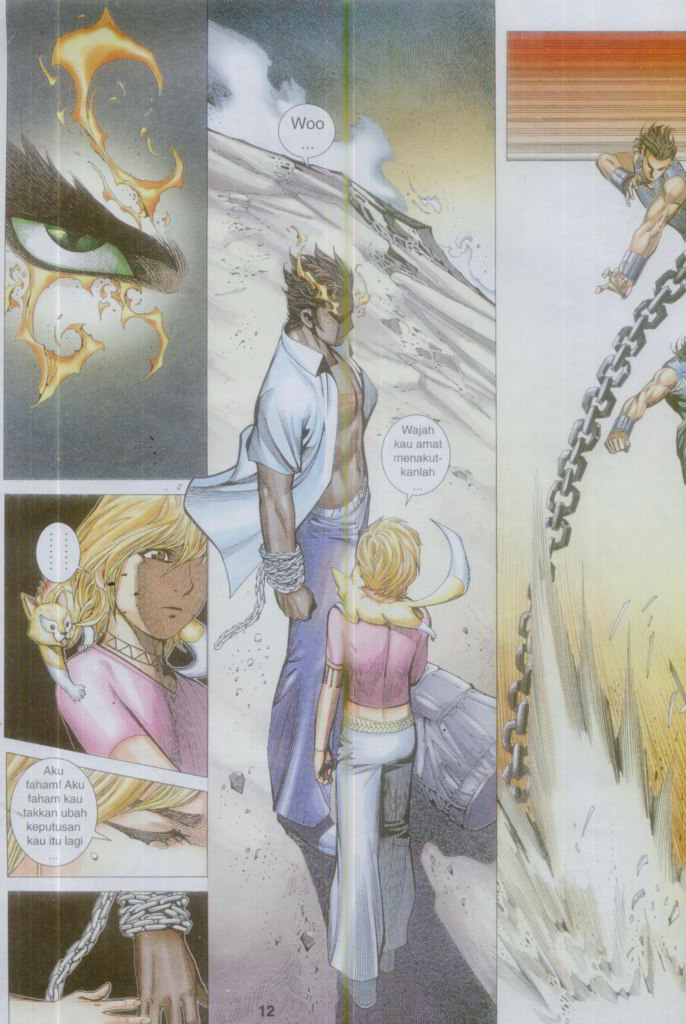 Woo
...
Wajah
kau amat
menakut-
kanlah
...
........
Aku
faham! Aku
faham kau
takkan ubah
keputusan
kau itu lagi
...
12